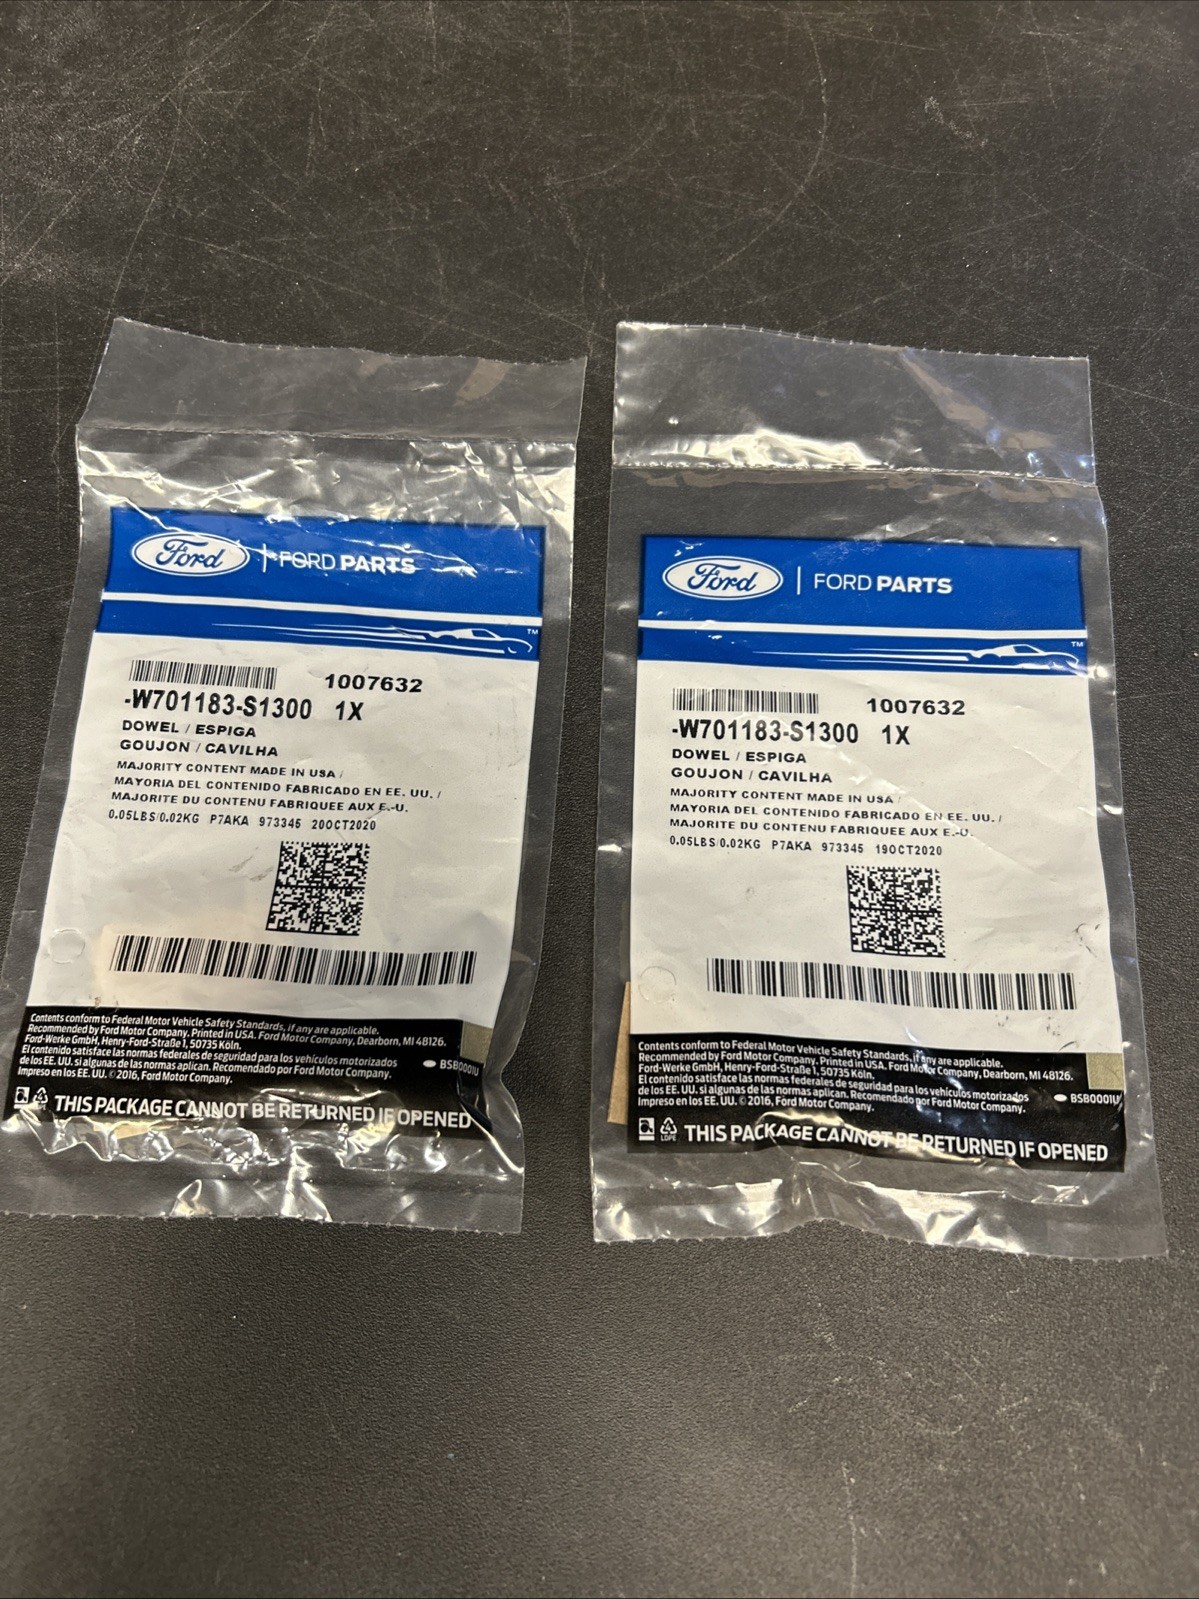 Ford | FORD PARTS
TM
1007632
-W701183-S1300 1X
DOWEL / ESPIGA
GOUJON / CAVILHA
MAJORITY CONTENT MADE IN USA /
MAYORIA DEL CONTENIDO FABRICADO EN EE. UU. /
MAJORITE DU CONTENU FABRIQUEE AUX E.-U.
0.05LBS/0.02KG P7AKA 973345 20OCT2020
Contents conform to Federal Motor Vehicle Safety Standards, if any are applicable.
Recommended by Ford Motor Company. Printed in USA. Ford Motor Company, Dearborn, MI 48126.
Ford-Werke GmbH, Henry-Ford-Straße 1, 50735 Köln.
El contenido satisface las normas federales de seguridad para los vehículos motorizados
de los EE. UU. si algunas de las normas aplican. Recomendado por Ford Motor Company.
Impreso en los EE. UU. © 2016, Ford Motor Company.
BSB0001U
THIS PACKAGE CANNOT BE RETURNED IF OPENED
Ford | FORD PARTS
TM
1007632
-W701183-S1300 1X
DOWEL / ESPIGA
GOUJON / CAVILHA
MAJORITY CONTENT MADE IN USA /
MAYORIA DEL CONTENIDO FABRICADO EN EE. UU. /
MAJORITE DU CONTENU FABRIQUEE AUX E.-U.
0.05LBS/0.02KG P7AKA 973345 19OCT2020
Contents conform to Federal Motor Vehicle Safety Standards, if any are applicable.
Recommended by Ford Motor Company. Printed in USA. Ford Motor Company, Dearborn, MI 48126.
Ford-Werke GmbH, Henry-Ford-Straße 1, 50735 Köln.
El contenido satisface las normas federales de seguridad para los vehículos motorizados
de los EE. UU. si algunas de las normas aplican. Recomendado por Ford Motor Company.
Impreso en los EE. UU. © 2016, Ford Motor Company.
BSB0001U
LDPE
THIS PACKAGE CANNOT BE RETURNED IF OPENED